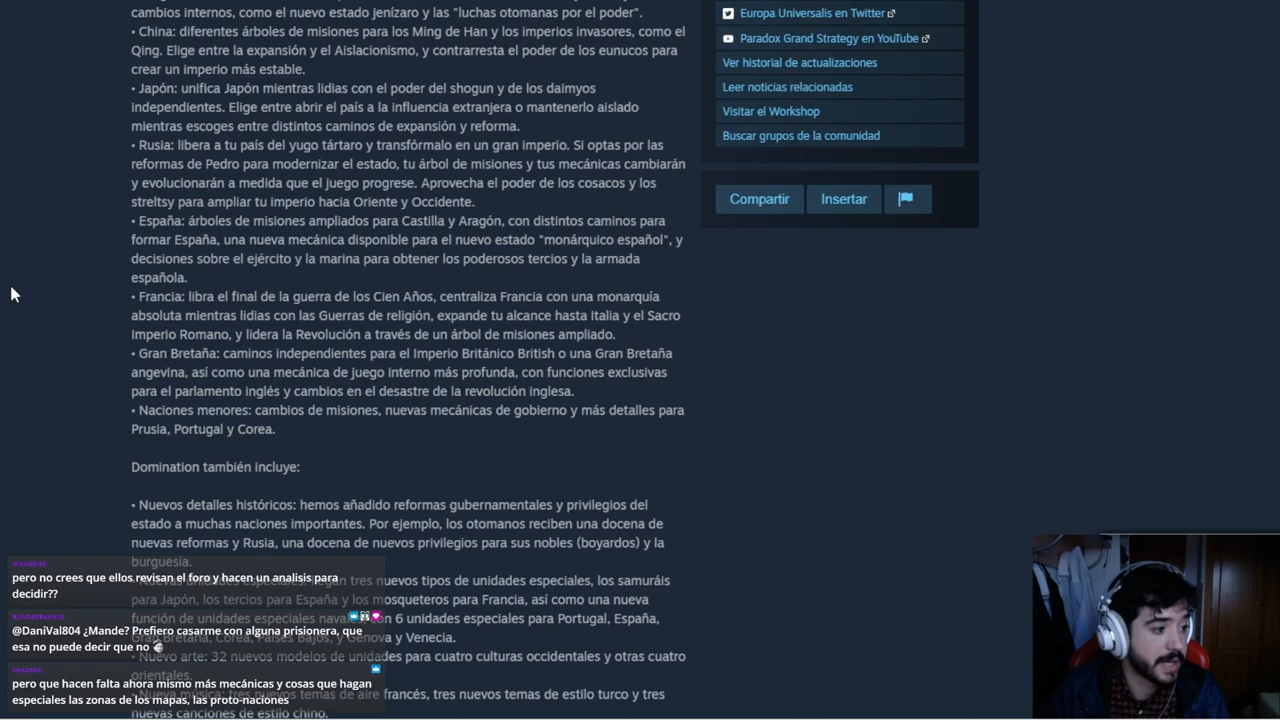 cambios internos, como el nuevo estado jenízaro y las "luchas otomanas por el poder".
• China: diferentes árboles de misiones para los Ming de Han y los imperios invasores, como el
Qing. Elige entre la expansión y el Aislacionismo, y contrarresta el poder de los eunucos para
crear un imperio más estable.
• Japón: unifica Japón mientras lidias con el poder del shogun y de los daimyos
independientes. Elige entre abrir el país a la influencia extranjera o mantenerlo aislado
mientras escoges entre distintos caminos de expansión y reforma.
• Rusia: libera a tu país del yugo tártaro y transfórmalo en un gran imperio. Si optas por las
reformas de Pedro para modernizar el estado, tu árbol de misiones y tus mecánicas cambiarán
y evolucionarán a medida que el juego progrese. Aprovecha el poder de los cosacos y los
streltsy para ampliar tu imperio hacia Oriente y Occidente.
• España: árboles de misiones ampliados para Castilla y Aragón, con distintos caminos para
formar España, una nueva mecánica disponible para el nuevo estado "monárquico español", y
decisiones sobre el ejército y la marina para obtener los poderosos tercios y la armada
española.
• Francia: libra el final de la guerra de los Cien Años, centraliza Francia con una monarquía
absoluta mientras lidias con las Guerras de religión, expande tu alcance hasta Italia y el Sacro
Imperio Romano, y lidera la Revolución a través de un árbol de misiones ampliado.
• Gran Bretaña: caminos independientes para el Imperio Británico British o una Gran Bretaña
angevina, así como una mecánica de juego interno más profunda, con funciones exclusivas
para el parlamento inglés y cambios en el desastre de la revolución inglesa.
• Naciones menores: cambios de misiones, nuevas mecánicas de gobierno y más detalles para
Prusia, Portugal y Corea.
Domination también incluye:
• Nuevos detalles históricos: hemos añadido reformas gubernamentales y privilegios del
estado a muchas naciones importantes. Por ejemplo, los otomanos reciben una docena de
nuevas reformas y Rusia, una docena de nuevos privilegios para sus nobles (boyardos) y la
burguesía.
• Nuevas unidades especiales: llegan tres nuevos tipos de unidades especiales, los samuráis
para Japón, los tercios para España y los mosqueteros para Francia, así como una nueva
función de unidades especiales navales, con 6 unidades especiales para Portugal, España,
Gran Bretaña, Corea, Países Bajos, y Génova y Venecia.
• Nuevo arte: 32 nuevos modelos de unidades para cuatro culturas occidentales y otras cuatro
orientales.
• Nueva música: tres nuevos temas de aire francés, tres nuevos temas de estilo turco y tres
nuevas canciones de estilo chino.
Europa Universalis en Twitter
Paradox Grand Strategy en YouTube
Ver historial de actualizaciones
Leer noticias relacionadas
Visitar el Workshop
Buscar grupos de la comunidad
Compartir
Insertar
pero no crees que ellos revisan el foro y hacen un analisis para
decidir??
@DaniVal804 ¿Mande? Prefiero casarme con alguna prisionera, que
esa no puede decir que no
pero que hacen falta ahora mismo más mecánicas y cosas que hagan
especiales las zonas de los mapas, las proto-naciones